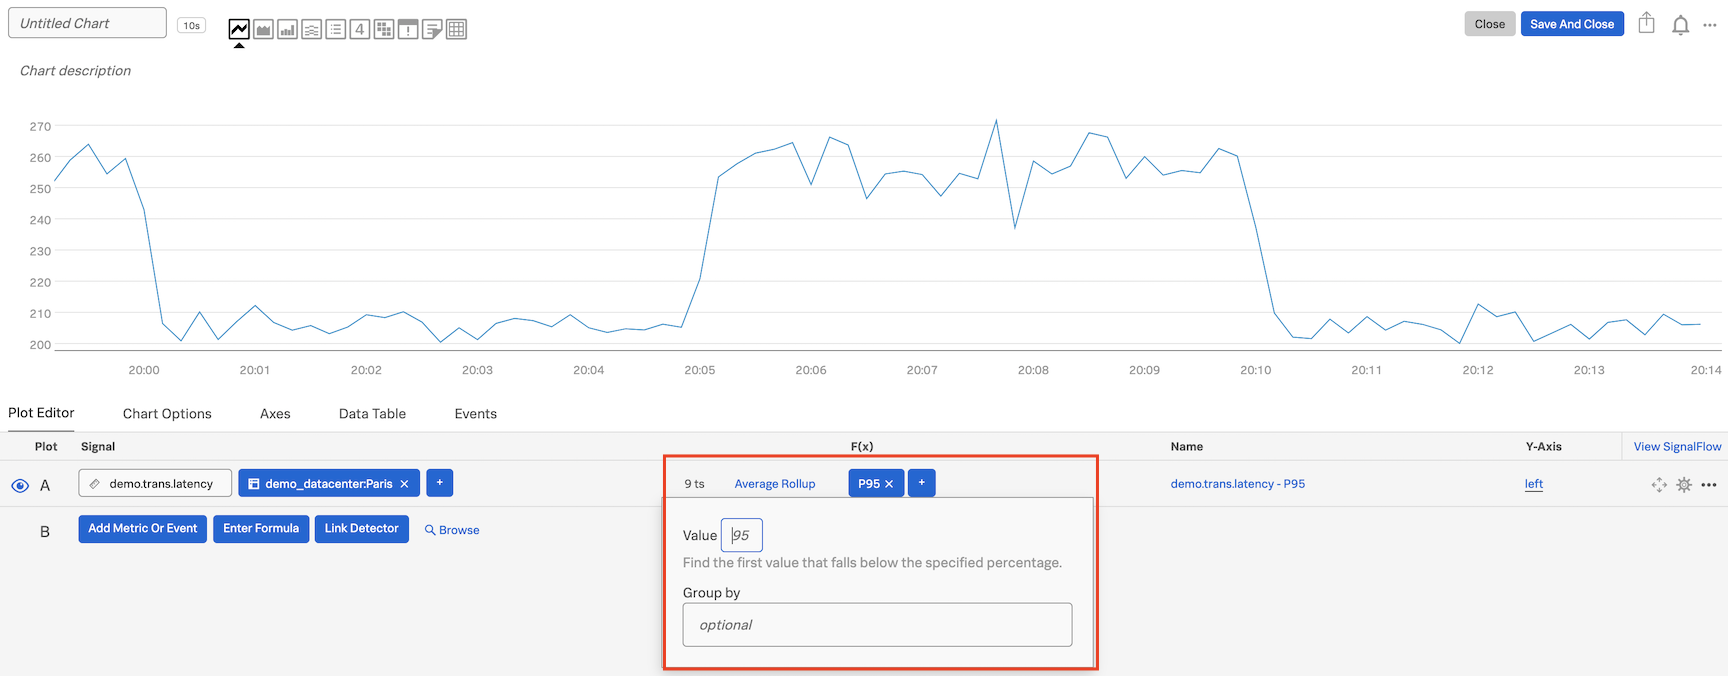 Untitled Chart 10s 4 Close Save And Close
Chart description
270
260
250
240
230
220
210
200
20:00 20:01 20:02 20:03 20:04 20:05 20:06 20:07 20:08 20:09 20:10 20:11 20:12 20:13 20:14
Plot Editor Chart Options Axes Data Table Events
Plot Signal F(x) Name Y-Axis View SignalFlow
A demo.trans.latency demo_datacenter:Paris × + 9 ts Average Rollup P95 × + demo.trans.latency - P95 left
B Add Metric Or Event Enter Formula Link Detector Browse
Value 95
Find the first value that falls below the specified percentage.
Group by
optional